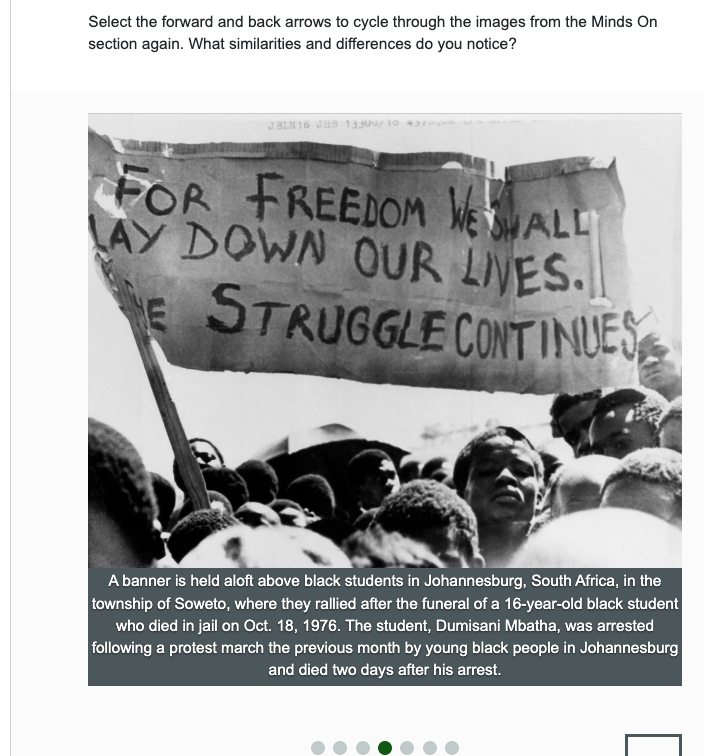 Select the forward and back arrows to cycle through the images from the Minds On
section again. What similarities and differences do you notice?
FOR FREEDOM WE SHALL
LAY DOWN OUR LIVES.
HE STRUGGLE CONTINUES
A banner is held aloft above black students in Johannesburg, South Africa, in the
township of Soweto, where they rallied after the funeral of a 16-year-old black student
who died in jail on Oct. 18, 1976. The student, Dumisani Mbatha, was arrested
following a protest march the previous month by young black people in Johannesburg
and died two days after his arrest.